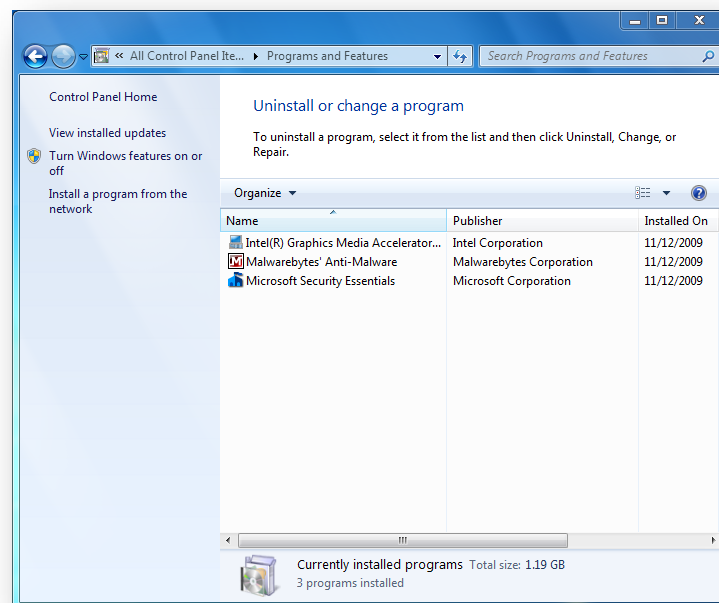 « All Control Panel Ite... ▸ Programs and Features
Search Programs and Features
Control Panel Home
View installed updates
Turn Windows features on or
off
Install a program from the
network
Uninstall or change a program
To uninstall a program, select it from the list and then click Uninstall, Change, or
Repair.
Organize
Name Publisher Installed On
Intel(R) Graphics Media Accelerator... Intel Corporation 11/12/2009
Malwarebytes' Anti-Malware Malwarebytes Corporation 11/12/2009
Microsoft Security Essentials Microsoft Corporation 11/12/2009
Currently installed programs Total size: 1.19 GB
3 programs installed